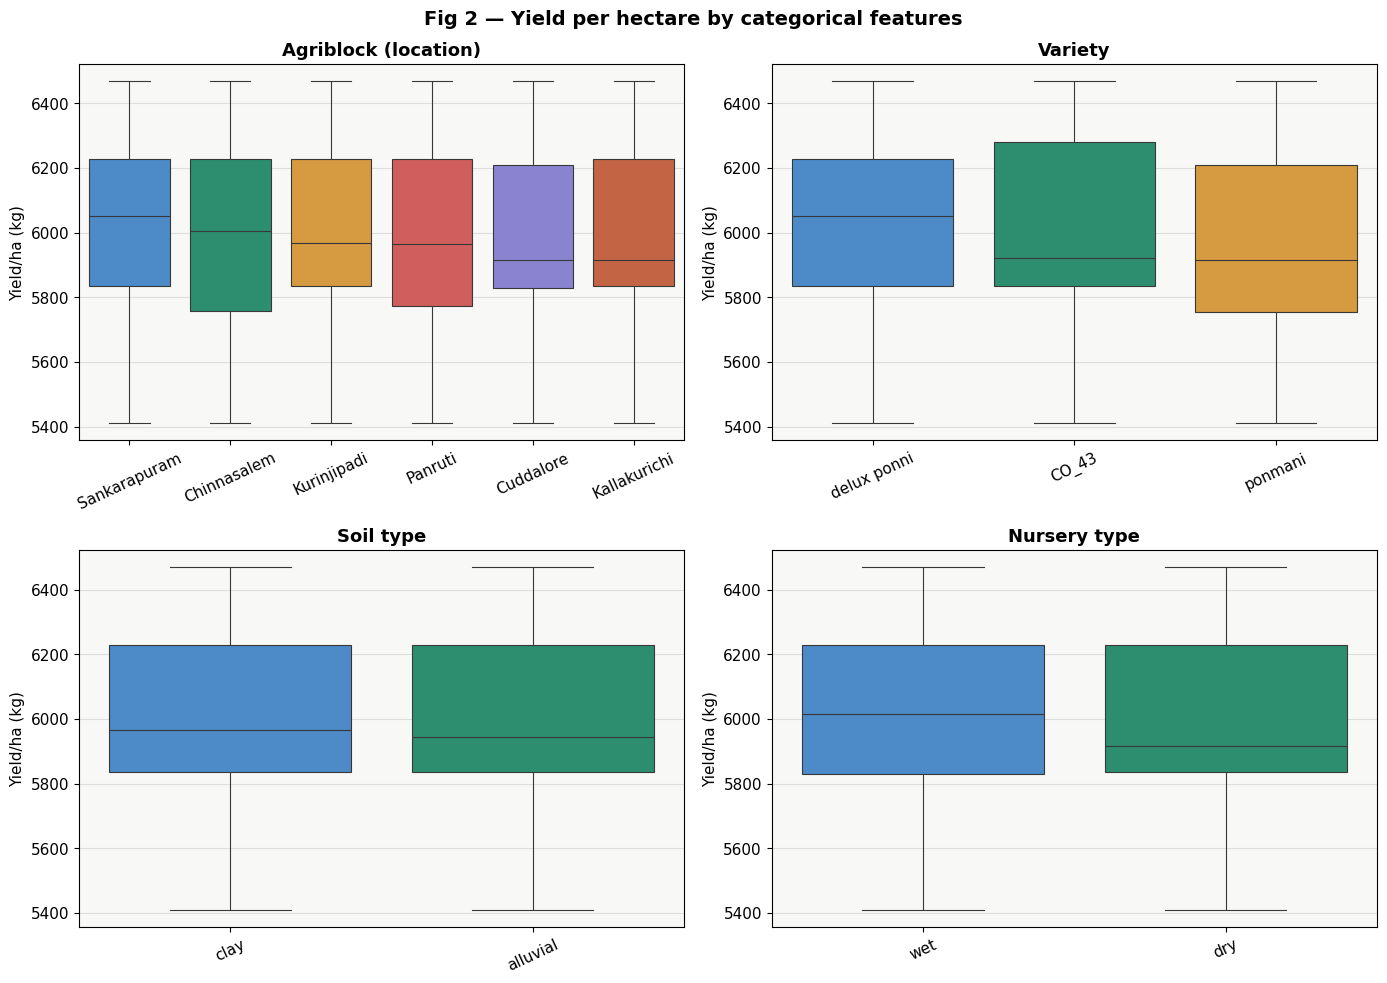 Fig 2 — Yield per hectare by categorical features
Agriblock (location)
Yield/ha (kg)
6400
6200
6000
5800
5600
5400
Sankarapuram
Chinnasalem
Kurinjipadi
Panruti
Cuddalore
Kallakurichi
Variety
Yield/ha (kg)
6400
6200
6000
5800
5600
5400
delux ponni
CO_43
ponmani
Soil type
Yield/ha (kg)
6400
6200
6000
5800
5600
5400
clay
alluvial
Nursery type
Yield/ha (kg)
6400
6200
6000
5800
5600
5400
wet
dry